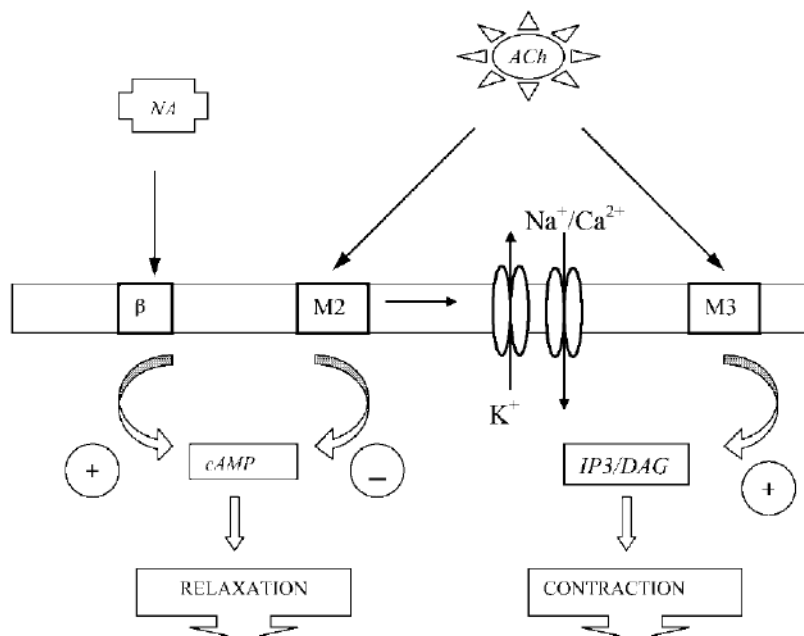 ACh
NA
Na⁺/Ca²⁺
β
M2
M3
K⁺
+
cAMP
−
IP3/DAG
+
RELAXATION
CONTRACTION